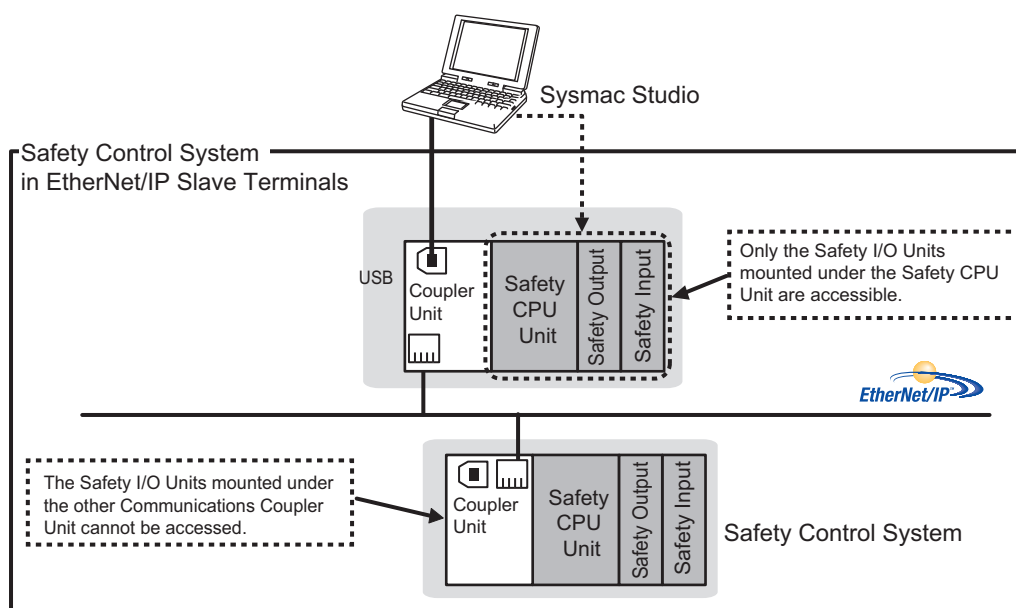 Sysmac Studio
Safety Control System
in EtherNet/IP Slave Terminals
USB
Coupler
Unit
Safety
CPU
Unit
Safety Output
Safety Input
Only the Safety I/O Units
mounted under the Safety CPU
Unit are accessible.
EtherNet/IP™
The Safety I/O Units mounted under
the other Communications Coupler
Unit cannot be accessed.
Coupler
Unit
Safety
CPU
Unit
Safety Output
Safety Input
Safety Control System